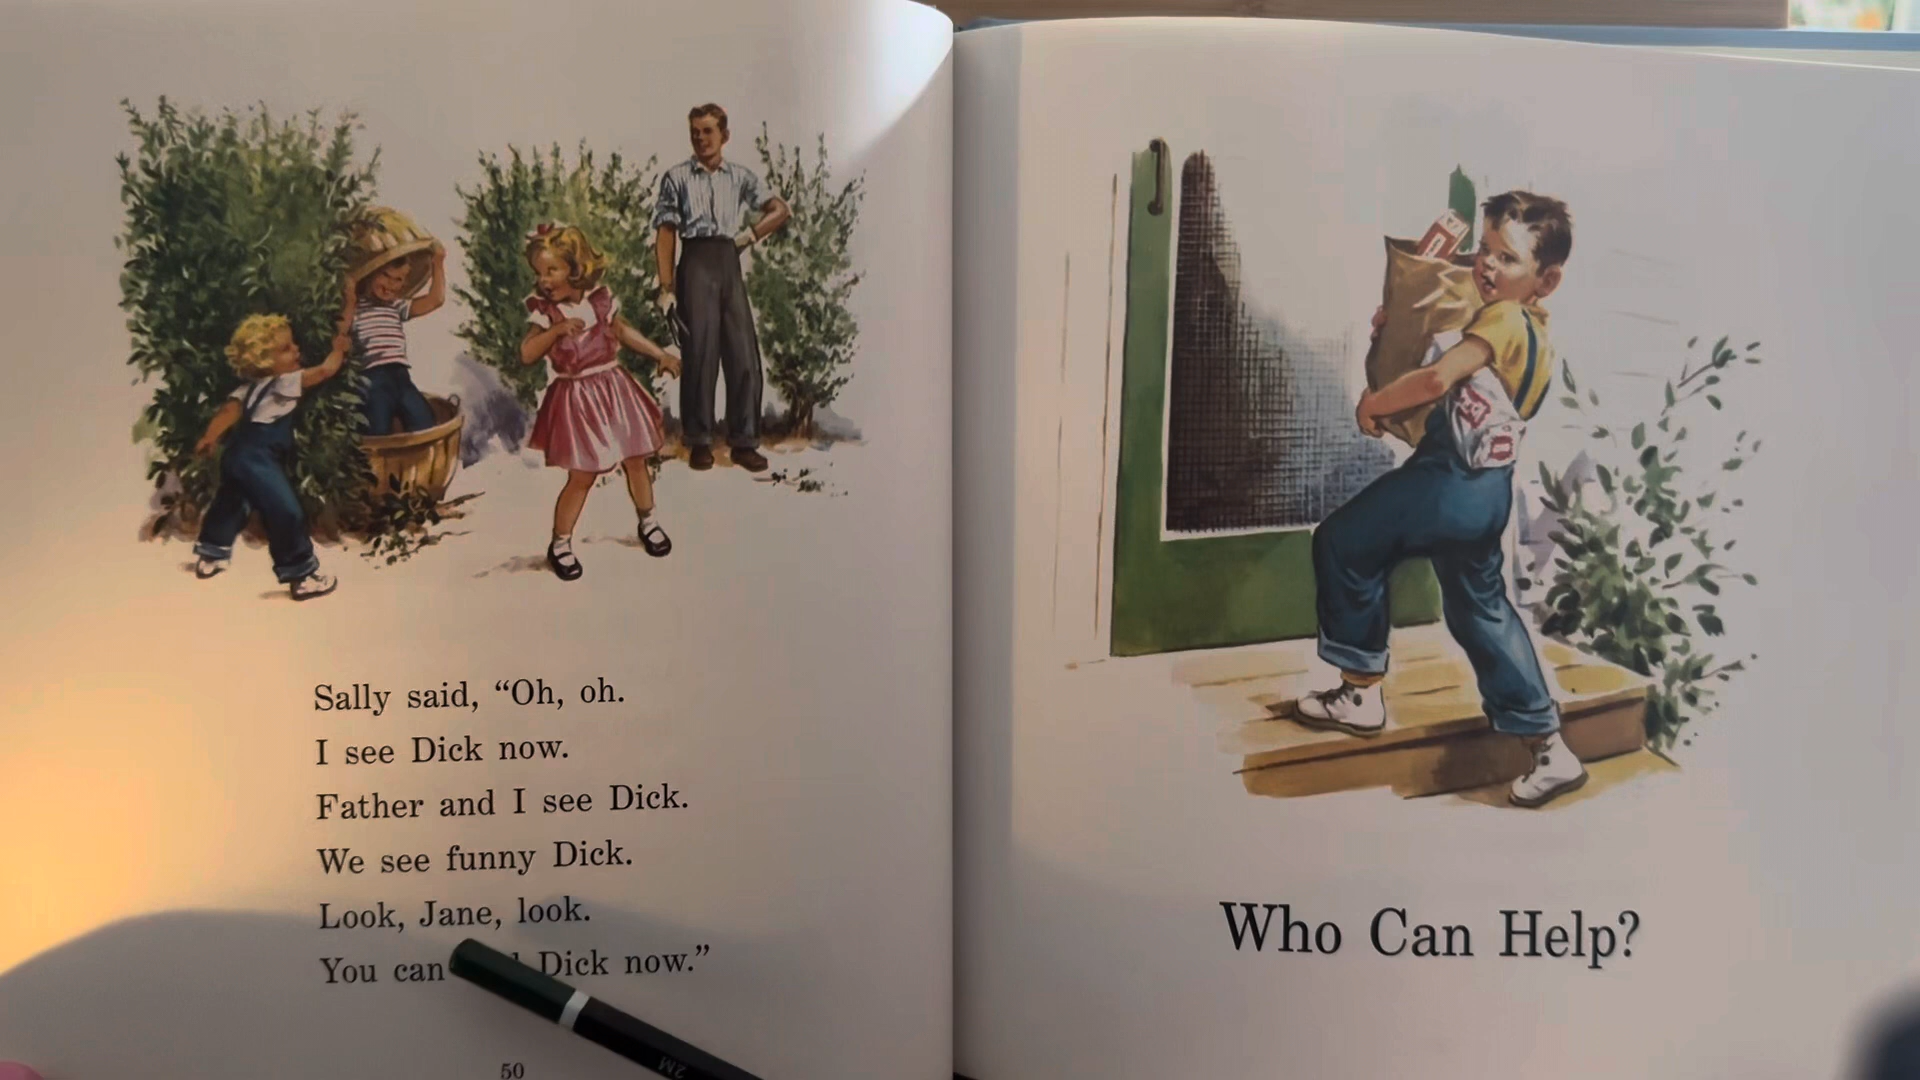 Sally said, “Oh, oh.
I see Dick now.
Father and I see Dick.
We see funny Dick.
Look, Jane, look.
You can Dick now.”
50
Who Can Help?
2M